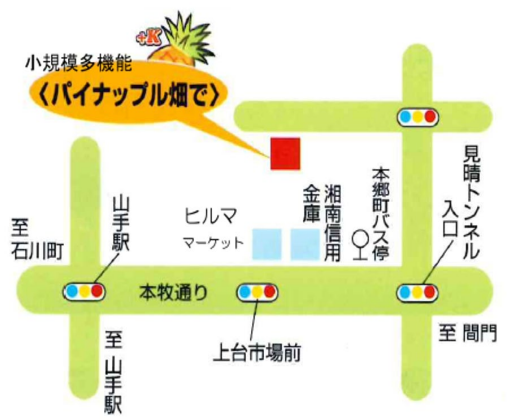 +K
小規模多機能
〈パイナップル畑で〉
見晴トンネル
入口
本郷町バス停
湘南信用
金庫
ヒルマ
マーケット
山手駅
至
石川町
本牧通り
上台市場前
至 山手駅
至 間門